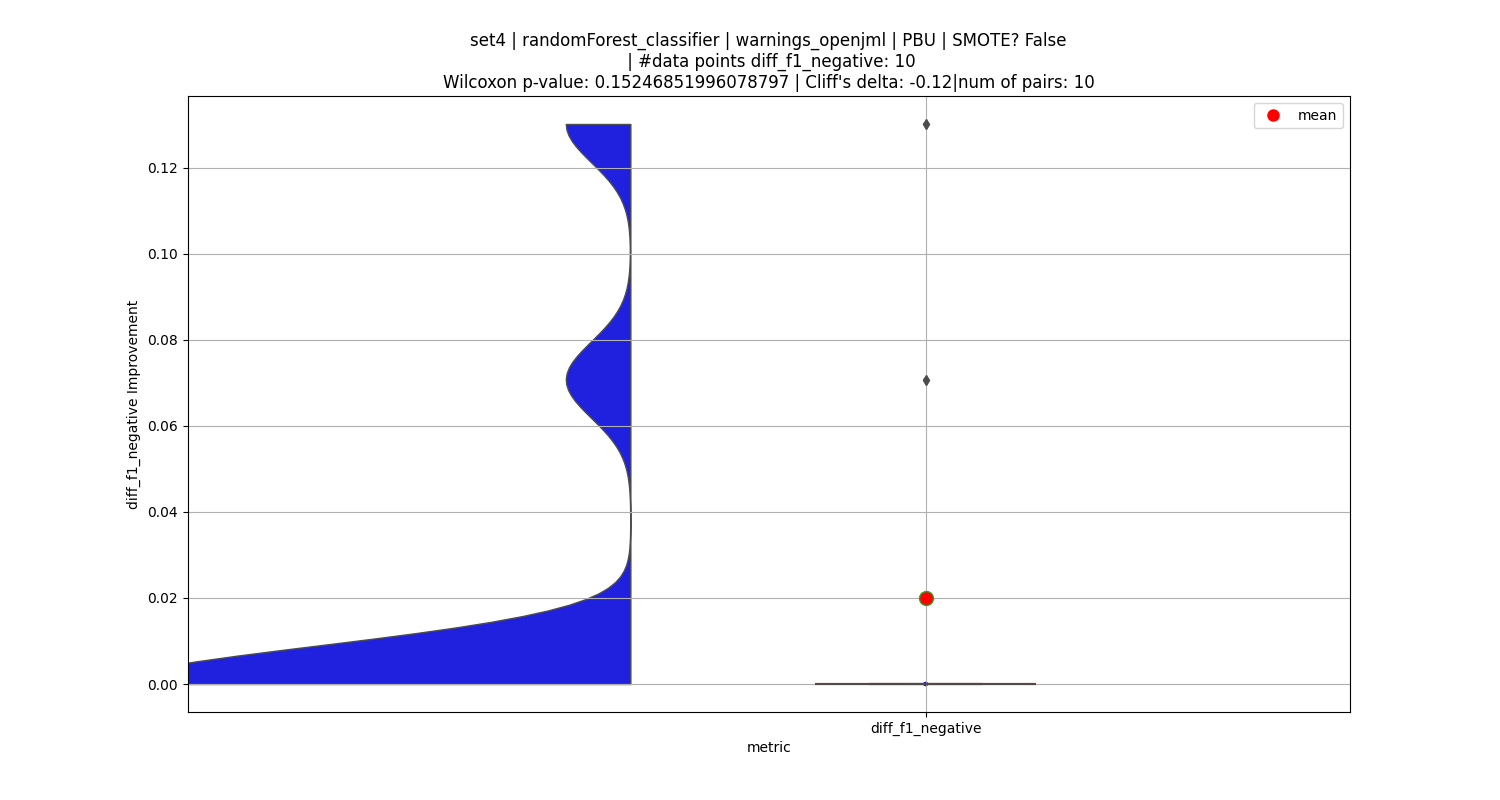 set4 | randomForest_classifier | warnings_openjml | PBU | SMOTE? False
| #data points diff_f1_negative: 10
Wilcoxon p-value: 0.15246851996078797 | Cliff's delta: -0.12|num of pairs: 10
mean
0.12
0.10
0.08
0.06
0.04
0.02
0.00
diff_f1_negative Improvement
diff_f1_negative
metric